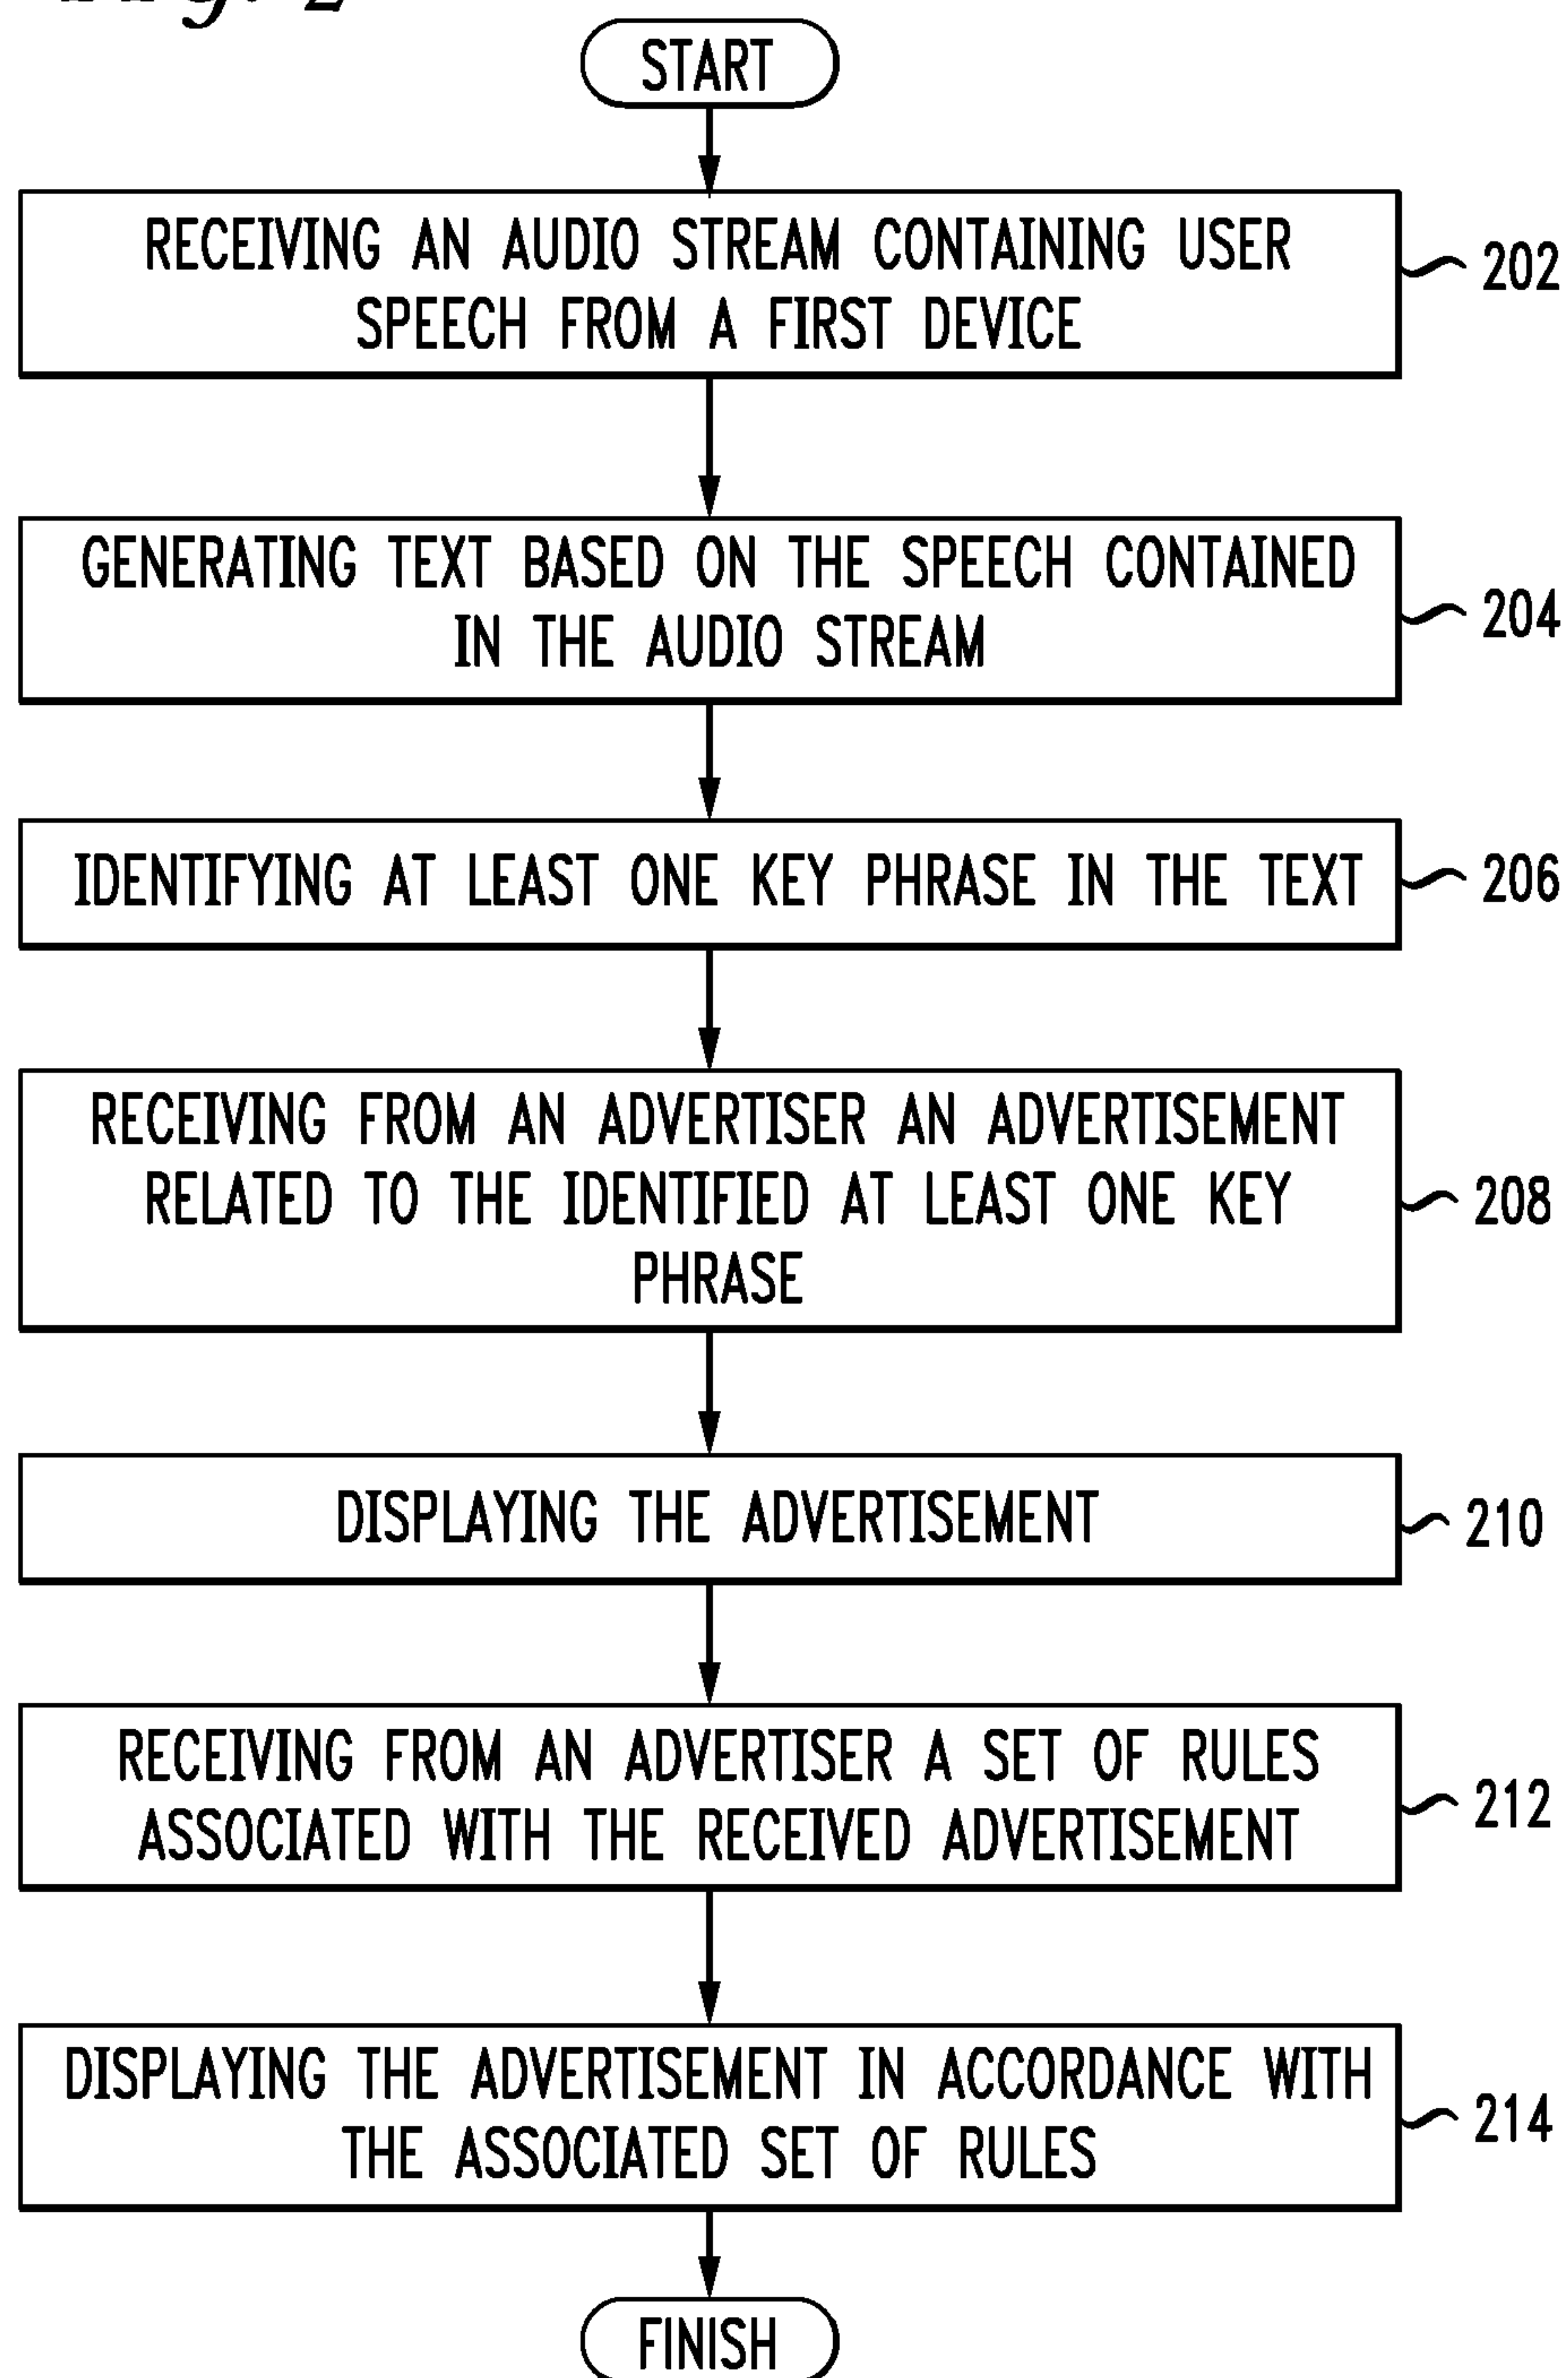 START
RECEIVING AN AUDIO STREAM CONTAINING USER
SPEECH FROM A FIRST DEVICE
202
GENERATING TEXT BASED ON THE SPEECH CONTAINED
IN THE AUDIO STREAM
204
IDENTIFYING AT LEAST ONE KEY PHRASE IN THE TEXT
206
RECEIVING FROM AN ADVERTISER AN ADVERTISEMENT
RELATED TO THE IDENTIFIED AT LEAST ONE KEY
PHRASE
208
DISPLAYING THE ADVERTISEMENT
210
RECEIVING FROM AN ADVERTISER A SET OF RULES
ASSOCIATED WITH THE RECEIVED ADVERTISEMENT
212
DISPLAYING THE ADVERTISEMENT IN ACCORDANCE WITH
THE ASSOCIATED SET OF RULES
214
FINISH